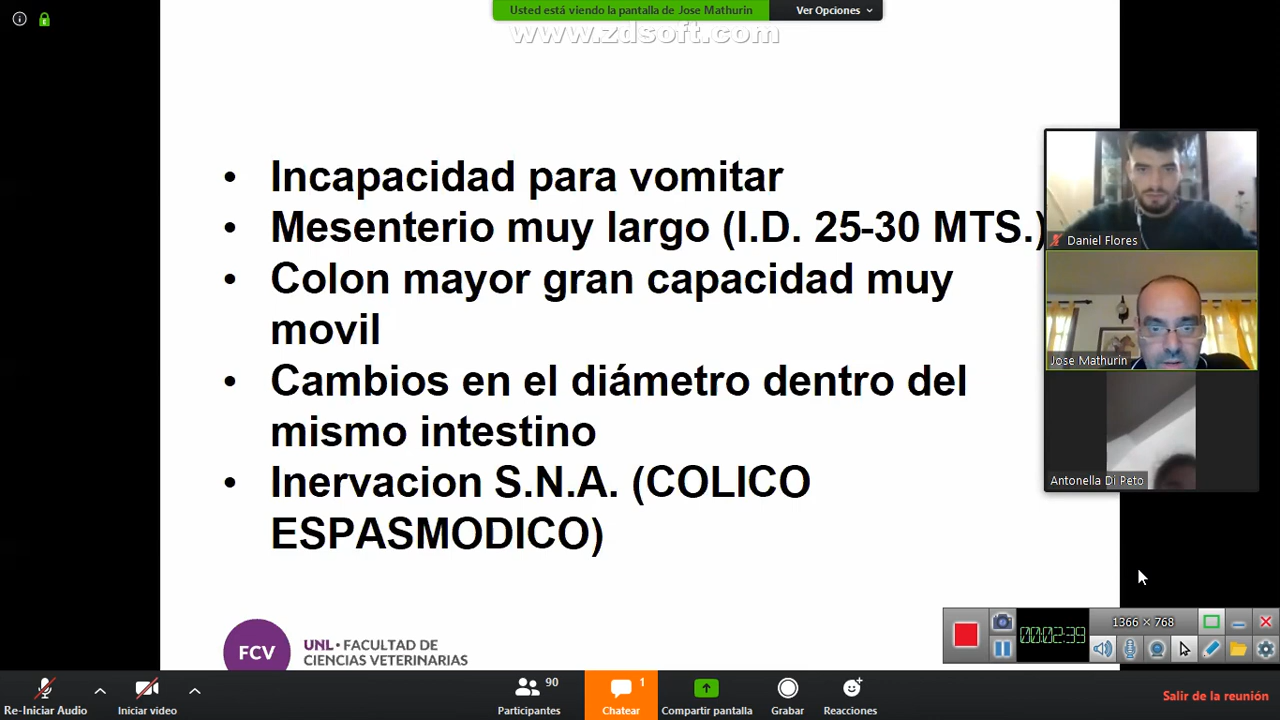 Usted está viendo la pantalla de Jose Mathurin
Ver Opciones
www.zdsoft.com
• Incapacidad para vomitar
• Mesenterio muy largo (I.D. 25-30 MTS.)
• Colon mayor gran capacidad muy
movil
• Cambios en el diámetro dentro del
mismo intestino
• Inervacion S.N.A. (COLICO
ESPASMODICO)
Daniel Flores
Jose Mathurin
Antonella Di Peto
FCV
UNL • FACULTAD DE
CIENCIAS VETERINARIAS
1366 × 768
00:02:39
Re-Iniciar Audio
Iniciar video
Participantes
90
Chatear
1
Compartir pantalla
Grabar
Reacciones
Salir de la reunión